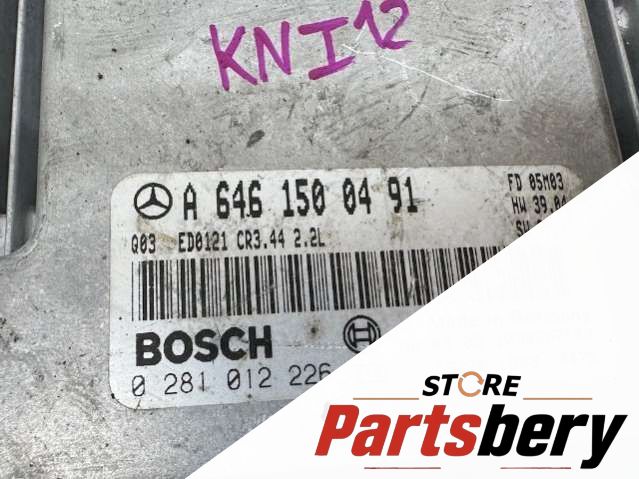 KNI12
A 646 150 04 91
FD 05M03
HW 39.04
Q03 ED0121 CR3.44 2.2L
BOSCH
0 281 012 226
STORE
Partsbery